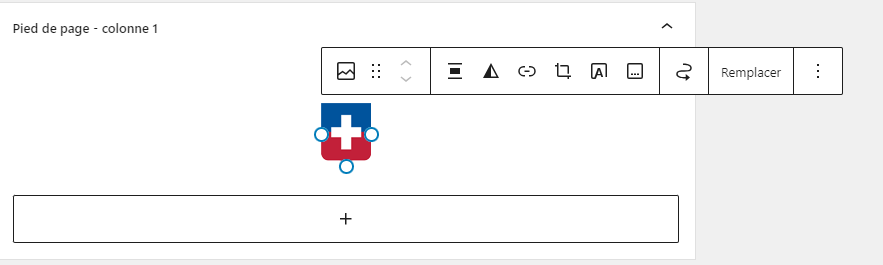 Pied de page - colonne 1
A
Remplacer